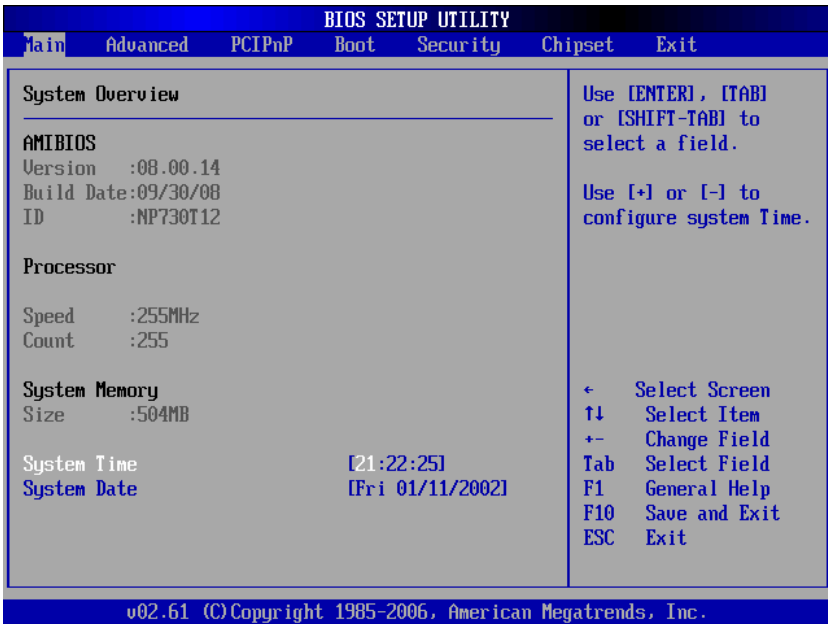 BIOS SETUP UTILITY
Main Advanced PCIPnP Boot Security Chipset Exit
System Overview
AMIBIOS
Version :08.00.14
Build Date:09/30/08
ID :NP730T12
Processor
Speed :255MHz
Count :255
System Memory
Size :504MB
System Time [21:22:25]
System Date [Fri 01/11/2002]
Use [ENTER], [TAB]
or [SHIFT-TAB] to
select a field.
Use [+] or [-] to
configure system Time.
← Select Screen
↑↓ Select Item
+- Change Field
Tab Select Field
F1 General Help
F10 Save and Exit
ESC Exit
v02.61 (C)Copyright 1985-2006, American Megatrends, Inc.